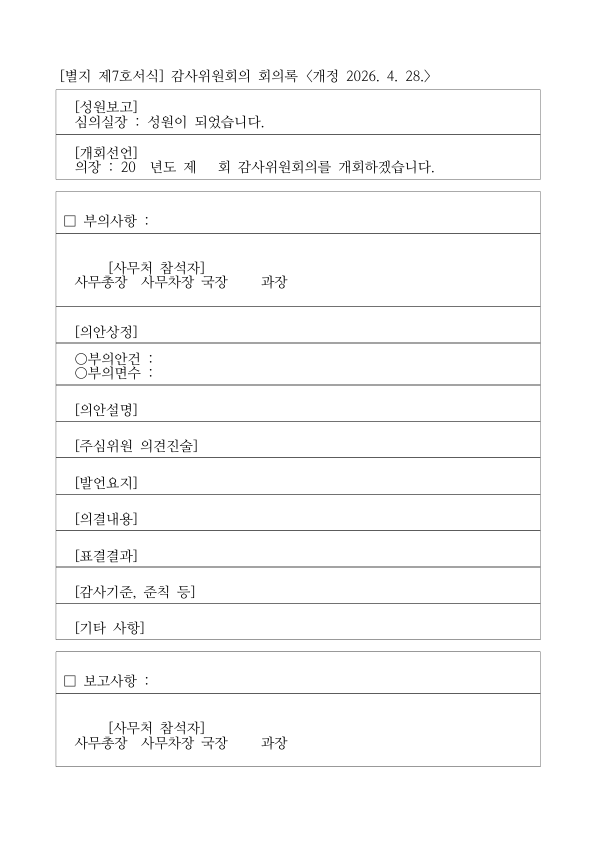 [별지 제7호서식] 감사위원회의 회의록 〈개정 2026. 4. 28.〉
[성원보고]
심의실장 : 성원이 되었습니다.
[개회선언]
의장 : 20 년도 제 회 감사위원회의를 개회하겠습니다.
□ 부의사항 :
[사무처 참석자]
사무총장 사무차장 국장 과장
[의안상정]
○부의안건 :
○부의면수 :
[의안설명]
[주심위원 의견진술]
[발언요지]
[의결내용]
[표결결과]
[감사기준, 준칙 등]
[기타 사항]
□ 보고사항 :
[사무처 참석자]
사무총장 사무차장 국장 과장